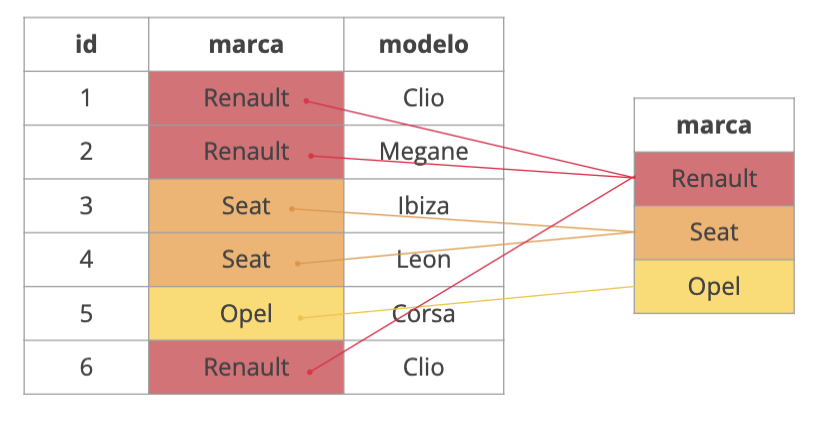 id marca modelo
1 Renault Clio
2 Renault Megane
3 Seat Ibiza
4 Seat Leon
5 Opel Corsa
6 Renault Clio
marca
Renault
Seat
Opel